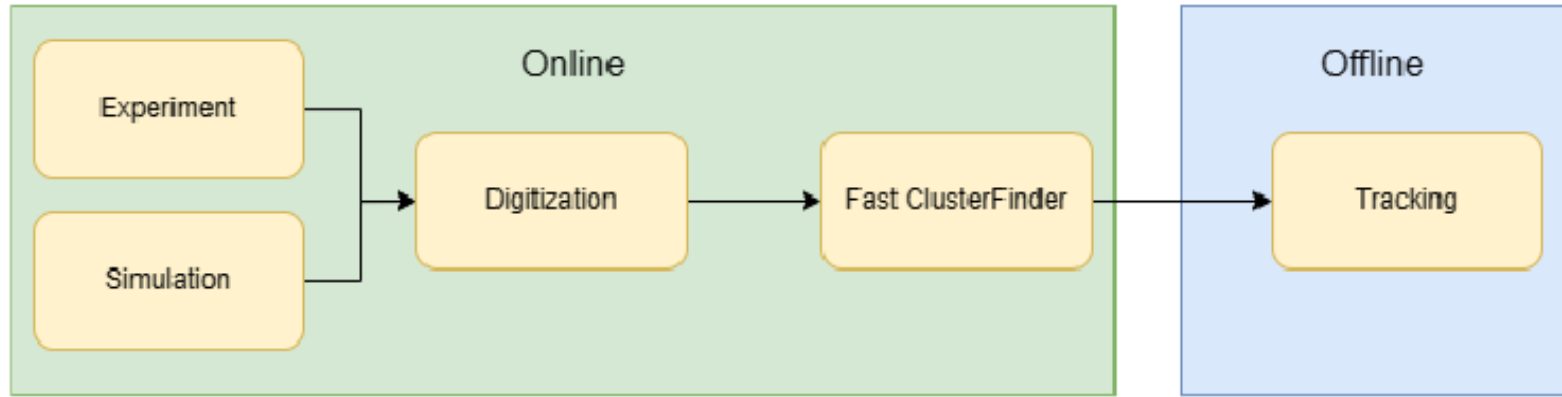 Online
Offline
Experiment
Simulation
Digitization
Fast ClusterFinder
Tracking